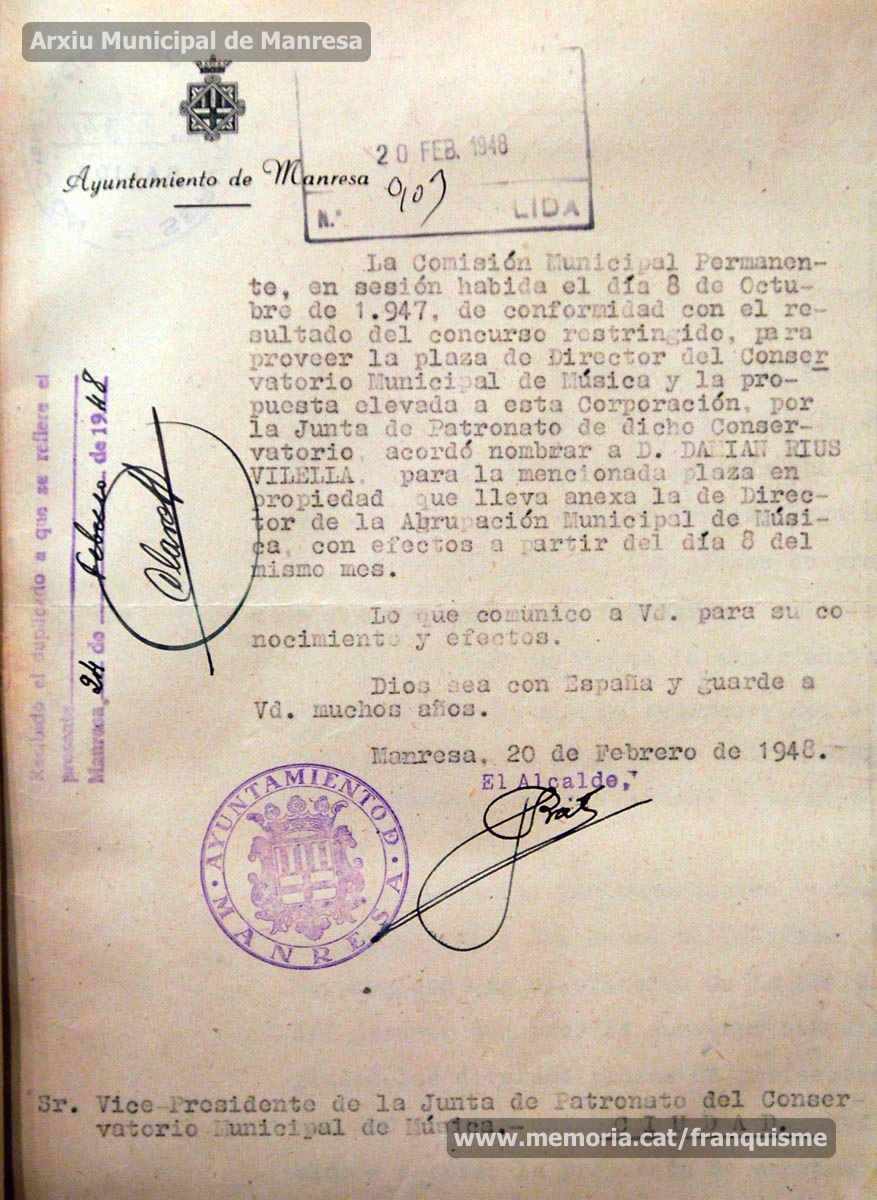 Arxiu Municipal de Manresa
Ayuntamiento de Manresa
20 FEB. 1948
N.º 903
LIDA
La Comisión Municipal Permanen-
te, en sesión habida el día 8 de Octu-
bre de 1.947, de conformidad con el re-
sultado del concurso restringido, para
proveer la plaza de Director del Conser
vatorio Municipal de Música y la pro-
puesta elevada a esta Corporación, por
la Junta de Patronato de dicho Conser-
vatorio, acordó nombrar a D. DAMIAN RIUS
VILELLA, para la mencionada plaza en
propiedad que lleva anexa la de Direc-
tor de la Abrupación Municipal de Músi-
ca, con efectos a partir del día 8 del
mismo mes.
Lo que comunico a Vd. para su co
nocimiento y efectos.
Dios sea con España y guarde a
Vd. muchos años.
Manresa, 20 de Febrero de 1948.
El Alcalde,
Recibido el duplicado a que se refiere el
presente
Manresa, 24 de Febrero de 1948
AYUNTAMIENTO D
MANRESA
Sr. Vice-Presidente de la Junta de Patronato del Conser-
vatorio Municipal de Música.- CIUDAD.
www.memoria.cat/franquisme